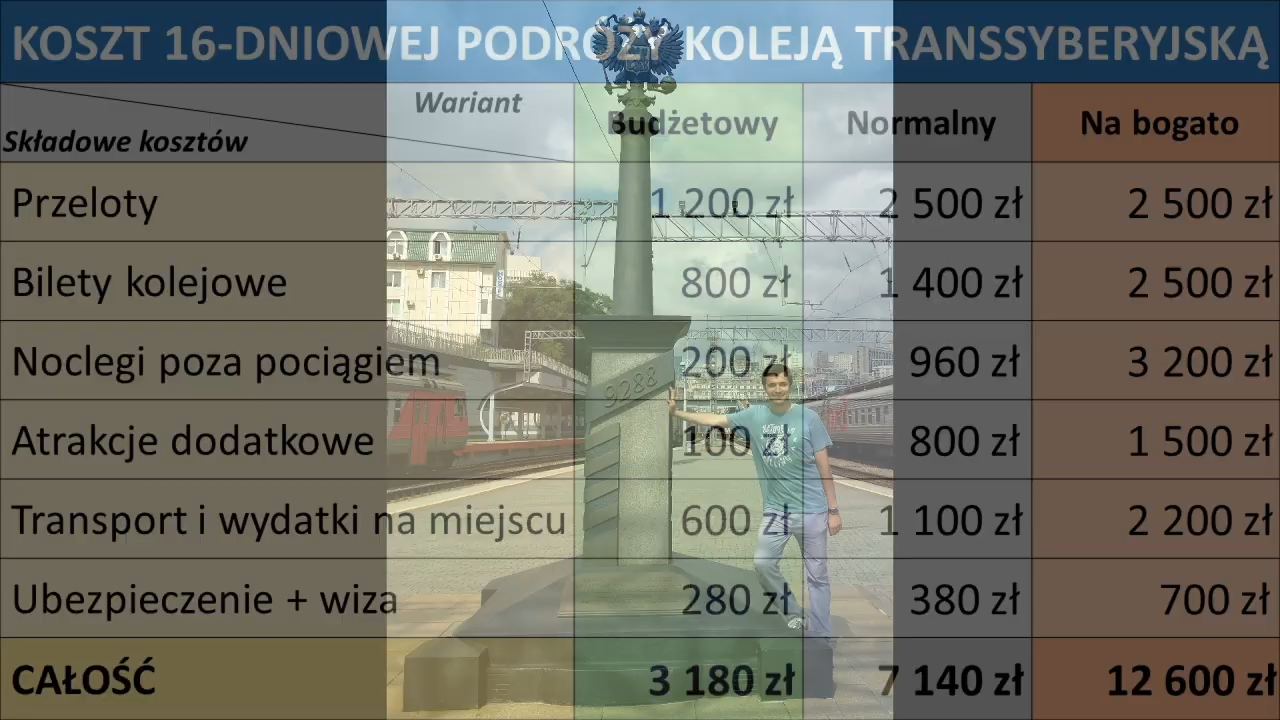 KOSZT 16-DNIOWEJ PODRÓŻY KOLEJĄ TRANSSYBERYJSKĄ
Wariant
Składowe kosztów
Budżetowy Normalny Na bogato
Przeloty 1 200 zł 2 500 zł 2 500 zł
Bilety kolejowe 800 zł 1 400 zł 2 500 zł
Noclegi poza pociągiem 200 zł 960 zł 3 200 zł
9288
Atrakcje dodatkowe 100 zł 800 zł 1 500 zł
Transport i wydatki na miejscu 600 zł 1 100 zł 2 200 zł
Ubezpieczenie + wiza 280 zł 380 zł 700 zł
CAŁOŚĆ 3 180 zł 7 140 zł 12 600 zł